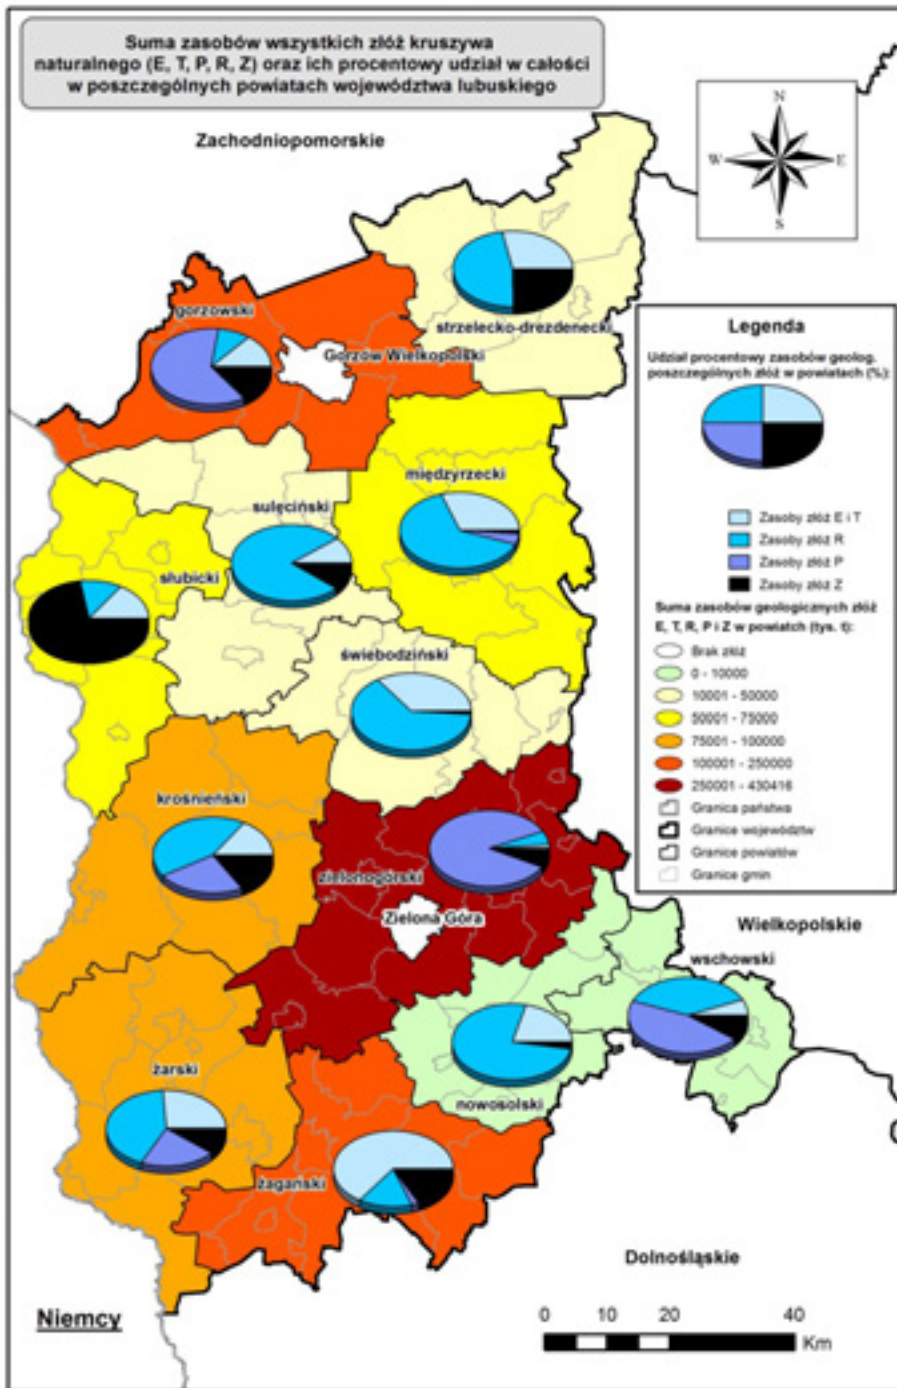 Suma zasobów wszystkich złóż kruszywa
naturalnego (E, T, P, R, Z) oraz ich procentowy udział w całości
w poszczególnych powiatach województwa lubuskiego
Zachodniopomorskie
N
W
E
S
gorzowski
strzelecko-drezdenecki
Gorzów Wielkopolski
Legenda
Udział procentowy zasobów geolog.
poszczególnych złóż w powiatach (%):
międzyrzecki
sulęciński
słubicki
Zasoby złóż E i T
Zasoby złóż R
Zasoby złóż P
Zasoby złóż Z
Suma zasobów geologicznych złóż
E, T, R, P i Z w powiatch (tys. t):
Brak złóż
0 - 10000
10001 - 50000
50001 - 75000
75001 - 100000
100001 - 250000
250001 - 430416
Granica państwa
Granice województw
Granice powiatów
Granice gmin
świebodziński
krośnieński
zielonogórski
Zielona Góra
Wielkopolskie
wschowski
żarski
nowosolski
żagański
Dolnośląskie
Niemcy
0 10 20 40
Km